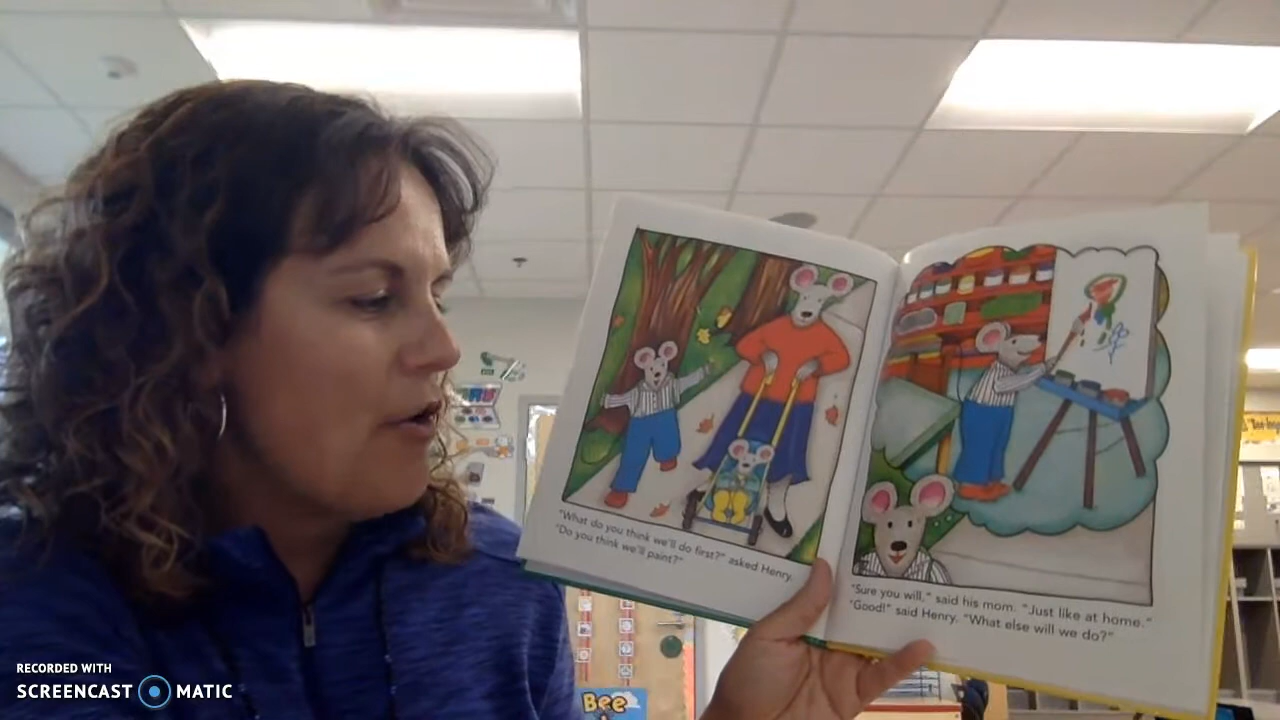 "What do you think we'll do first?" asked Henry.
"Do you think we'll paint?"
"Sure you will," said his mom. "Just like at home."
"Good!" said Henry. "What else will we do?"
Bee
RECORDED WITH
SCREENCAST MATIC